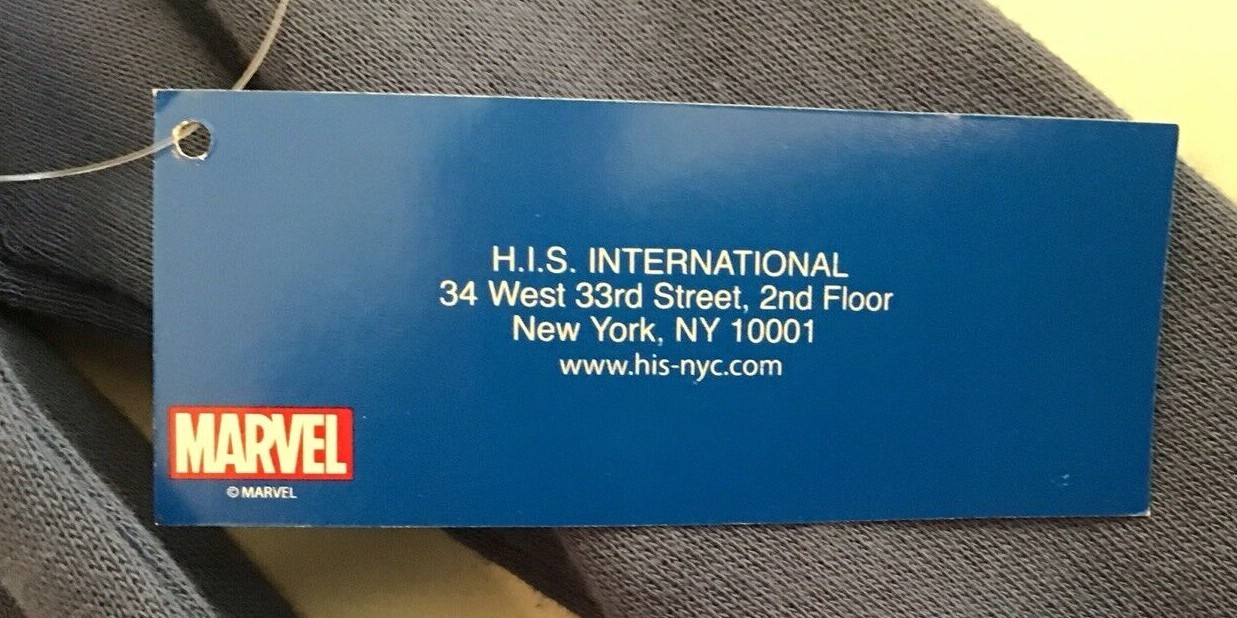 H.I.S. INTERNATIONAL
34 West 33rd Street, 2nd Floor
New York, NY 10001
www.his-nyc.com
MARVEL
© MARVEL